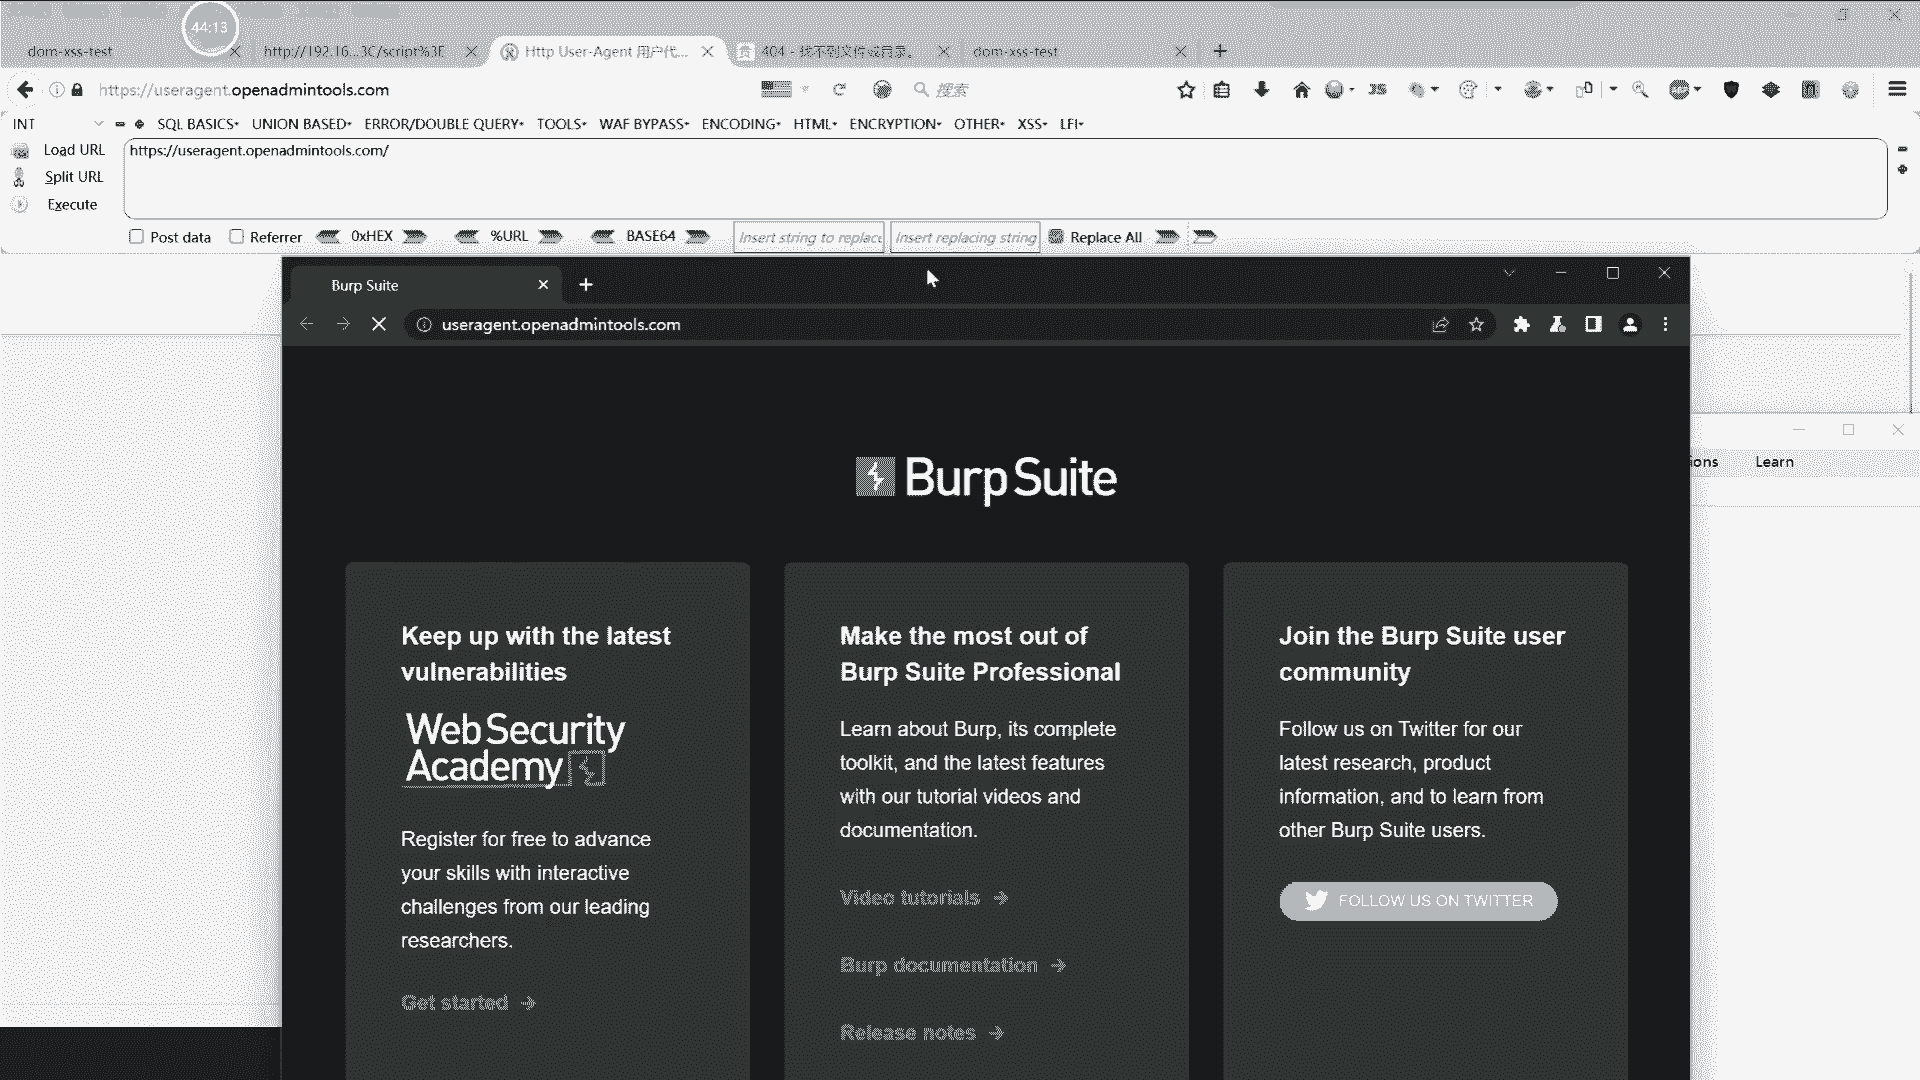 44:13
dom-xss-test
http://192.16...3C/script%3E
Http User-Agent 用户代...
404 - 找不到文件或目录。
dom-xss-test
https://useragent.openadmintools.com
搜索
JS
INT
SQL BASICS
UNION BASED
ERROR/DOUBLE QUERY
TOOLS
WAF BYPASS
ENCODING
HTML
ENCRYPTION
OTHER
XSS
LFI
Load URL
https://useragent.openadmintools.com/
Split URL
Execute
Post data
Referrer
0xHEX
%URL
BASE64
Insert string to replace
Insert replacing string
Replace All
Burp Suite
useragent.openadmintools.com
ions
Learn
Burp Suite
Keep up with the latest
vulnerabilities
Web Security
Academy
Register for free to advance
your skills with interactive
challenges from our leading
researchers.
Get started
Make the most out of
Burp Suite Professional
Learn about Burp, its complete
toolkit, and the latest features
with our tutorial videos and
documentation.
Video tutorials
Burp documentation
Release notes
Join the Burp Suite user
community
Follow us on Twitter for our
latest research, product
information, and to learn from
other Burp Suite users.
FOLLOW US ON TWITTER